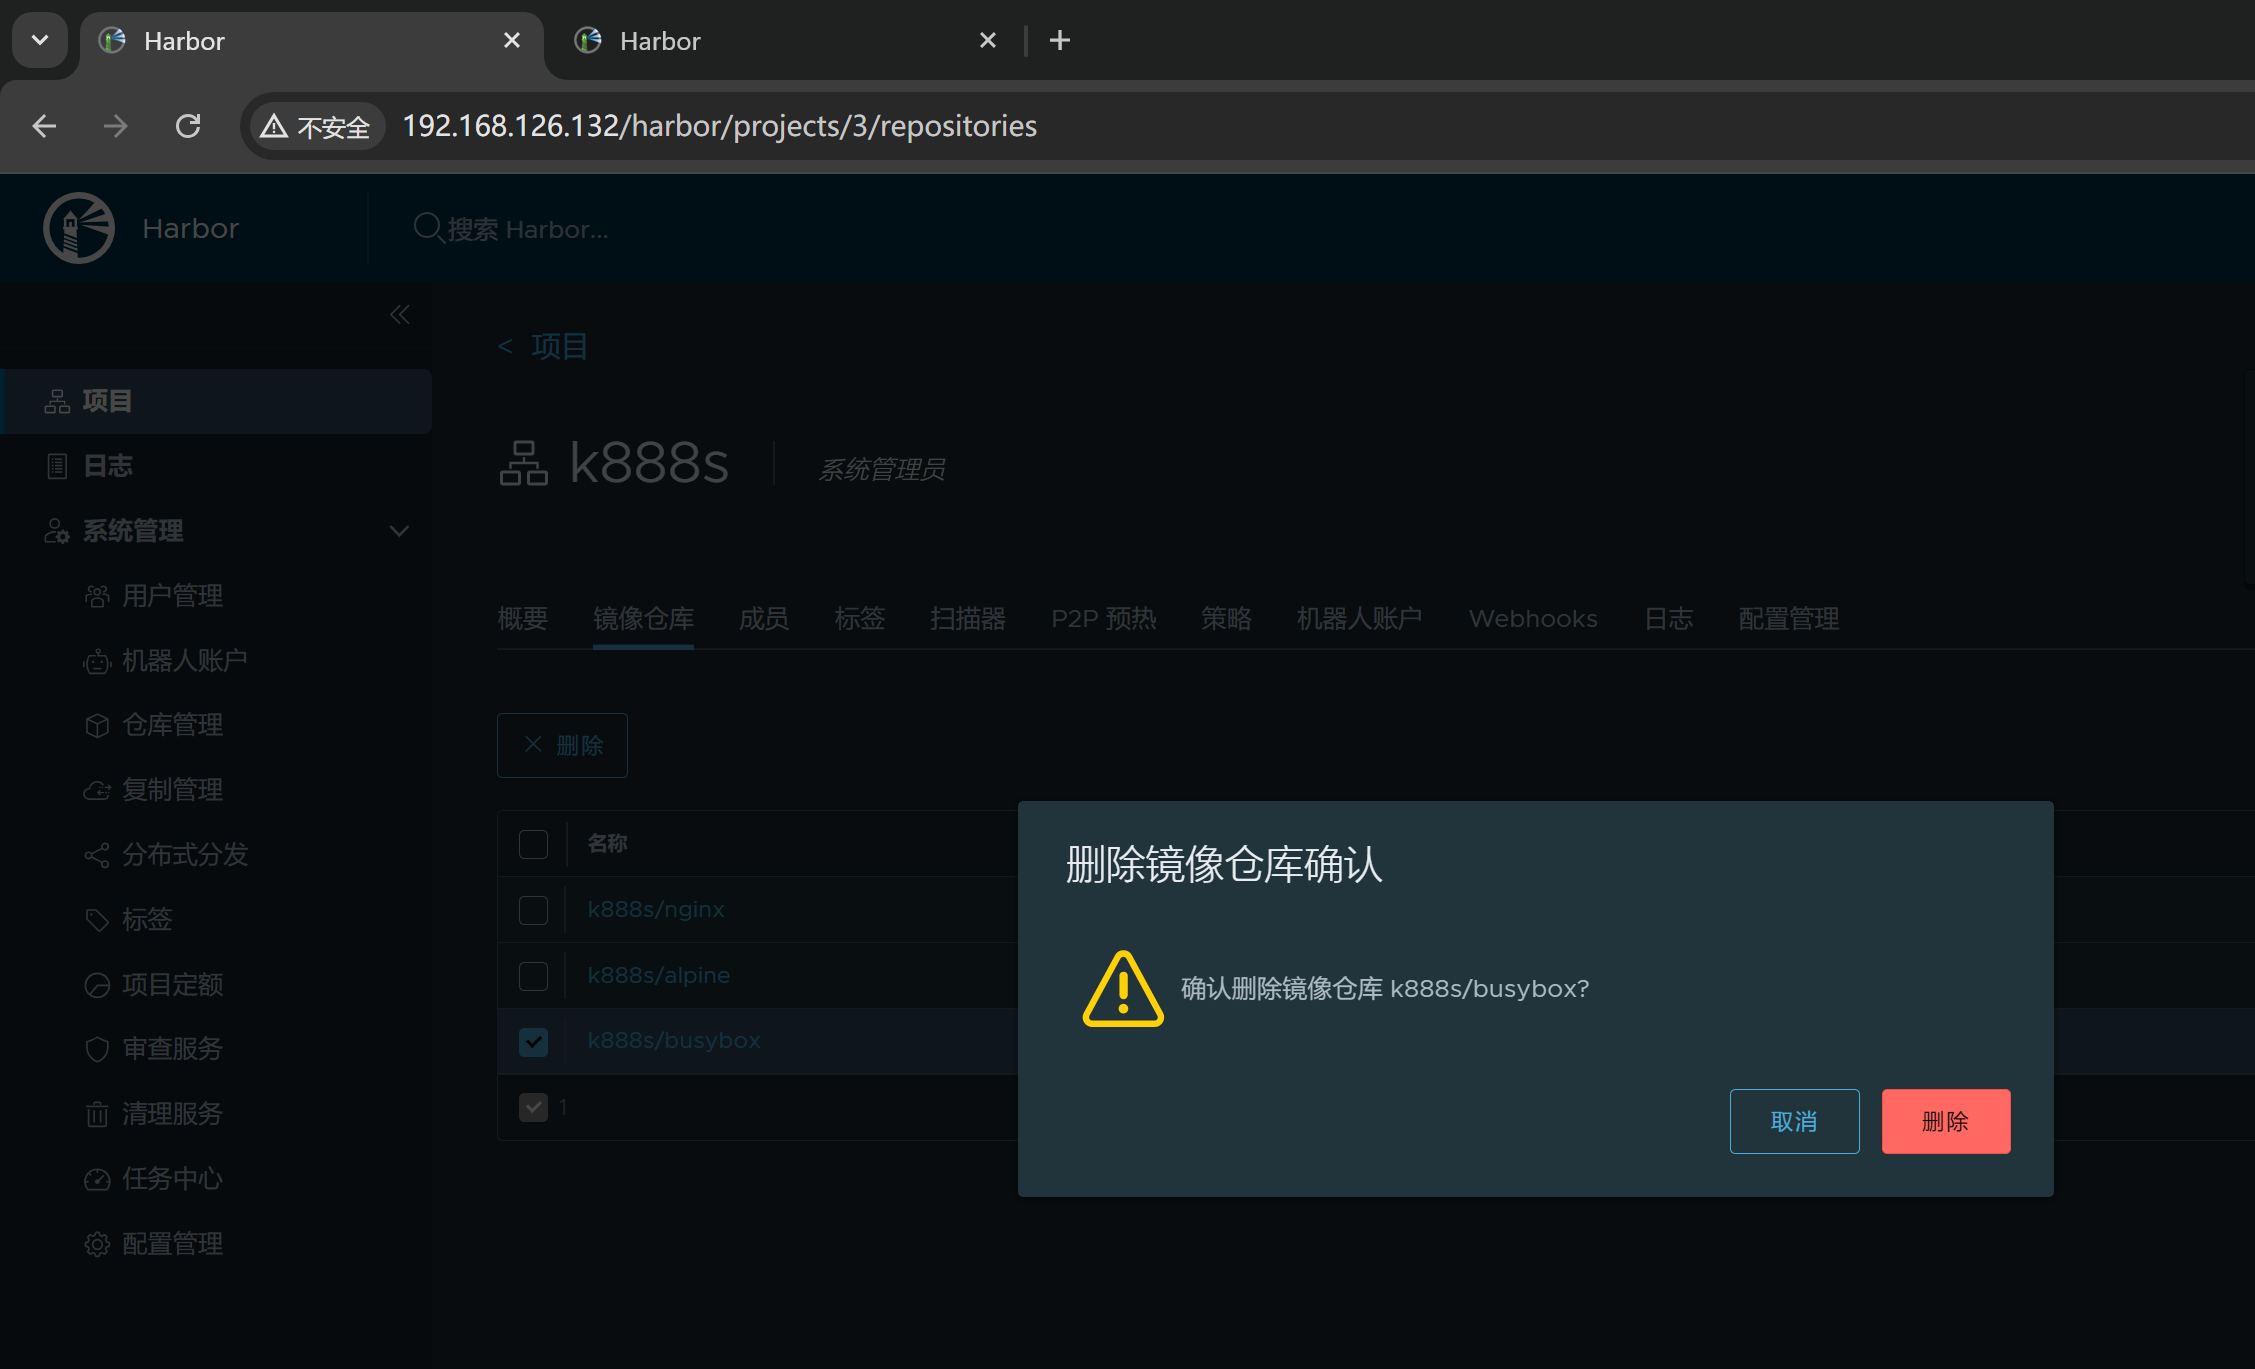 Harbor
Harbor
不安全 192.168.126.132/harbor/projects/3/repositories
Harbor
搜索 Harbor...
< 项目
项目
日志
系统管理
用户管理
机器人账户
仓库管理
复制管理
分布式分发
标签
项目定额
审查服务
清理服务
任务中心
配置管理
k888s
系统管理员
概要 镜像仓库 成员 标签 扫描器 P2P 预热 策略 机器人账户 Webhooks 日志 配置管理
删除
名称
k888s/nginx
k888s/alpine
k888s/busybox
1
删除镜像仓库确认
确认删除镜像仓库 k888s/busybox?
取消 删除